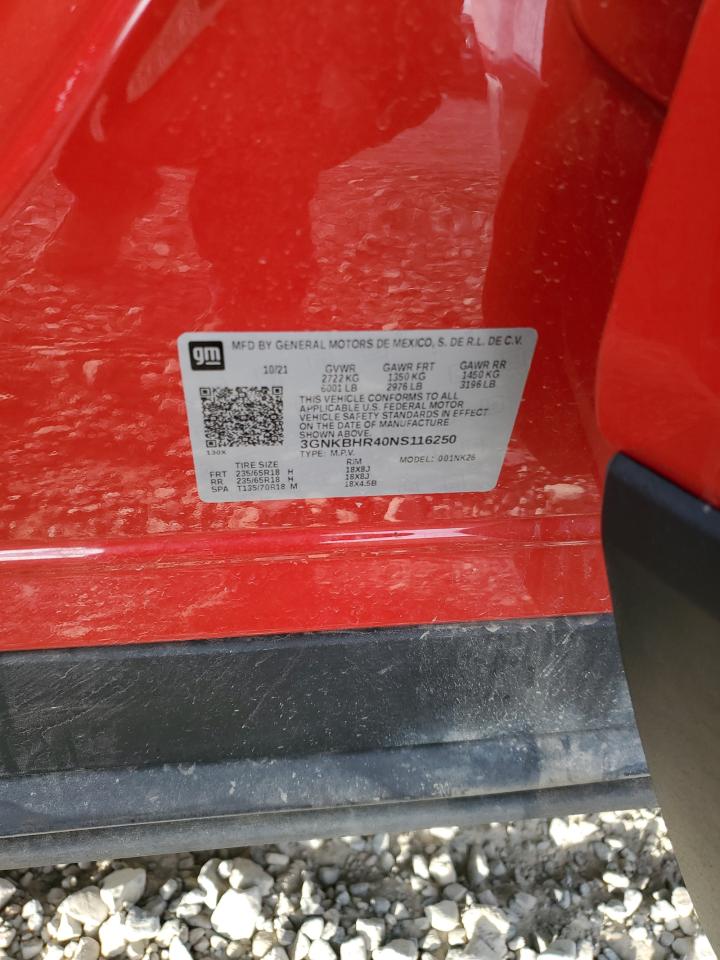 gm
MFD BY GENERAL MOTORS DE MEXICO, S. DE R.L. DE C.V.
10/21 GVWR GAWR FRT GAWR RR
2722 KG 1350 KG 1450 KG
6001 LB 2976 LB 3196 LB
THIS VEHICLE CONFORMS TO ALL
APPLICABLE U.S. FEDERAL MOTOR
VEHICLE SAFETY STANDARDS IN EFFECT
ON THE DATE OF MANUFACTURE
SHOWN ABOVE.
130X 3GNKBHR40NS116250
TYPE: M.P.V. MODEL: 001NK26
TIRE SIZE RIM
FRT 235/65R18 H 18X8J
RR 235/65R18 H 18X8J
SPA T135/70R18 M 18X4.5B